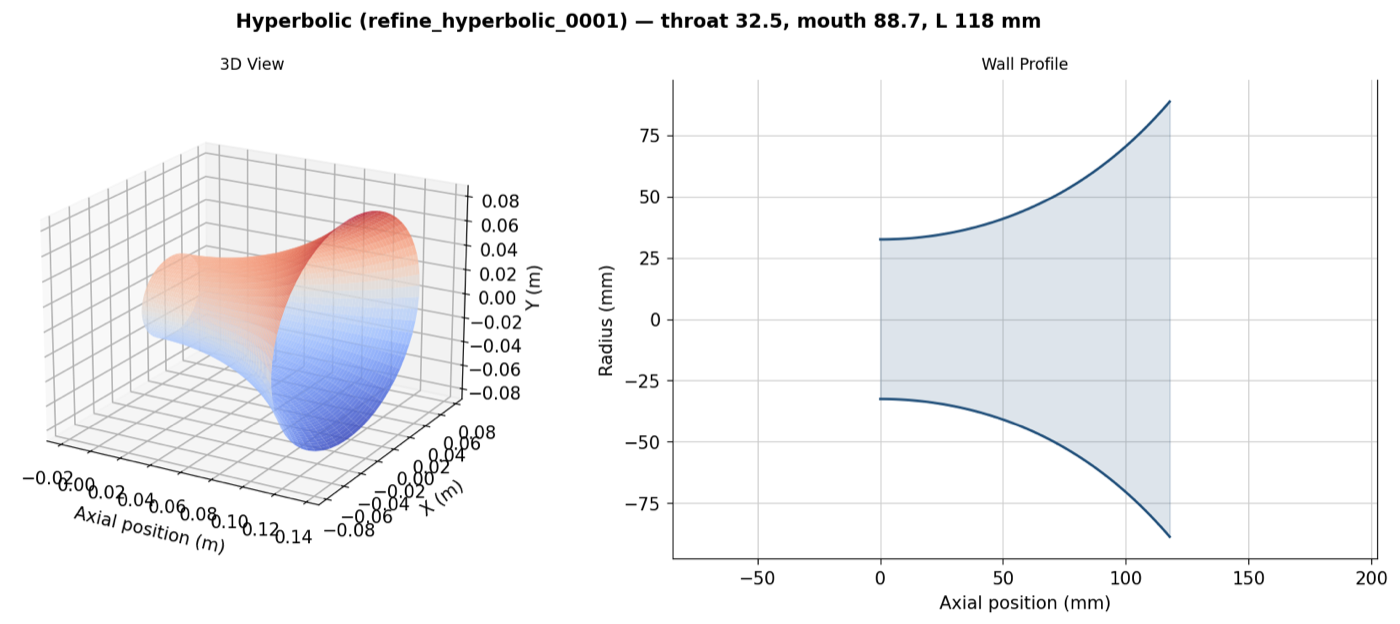 Hyperbolic (refine_hyperbolic_0001) — throat 32.5, mouth 88.7, L 118 mm
3D View
0.08
0.06
0.04
0.02
0.00
−0.02
−0.04
−0.06
−0.08
Y (m)
−0.02 0.00 0.02 0.04 0.06 0.08 0.10 0.12 0.14
Axial position (m)
−0.08 −0.06 −0.04 −0.02 0.00 0.02 0.04 0.06 0.08
X (m)
Wall Profile
75
50
25
0
−25
−50
−75
Radius (mm)
−50 0 50 100 150 200
Axial position (mm)